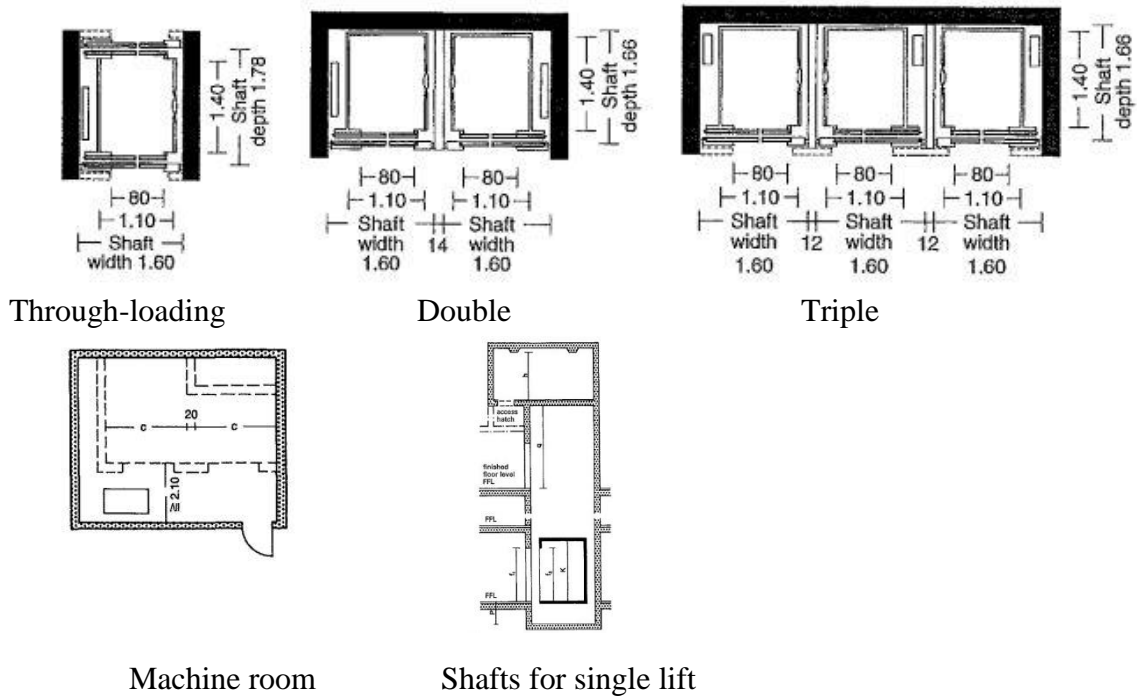 1.40
Shaft
depth 1.78
80
1.10
Shaft
width 1.60
1.40
Shaft
depth 1.66
80
80
1.10
1.10
Shaft
width
1.60
14
Shaft
width
1.60
1.40
Shaft
depth 1.66
80
80
80
1.10
1.10
1.10
Shaft
width
1.60
12
Shaft
width
1.60
12
Shaft
width
1.60
Through-loading
Double
Triple
20
c
c
2.10
h
access
hatch
q
finished
floor level
FFL
FFL
FFL
K
Machine room
Shafts for single lift